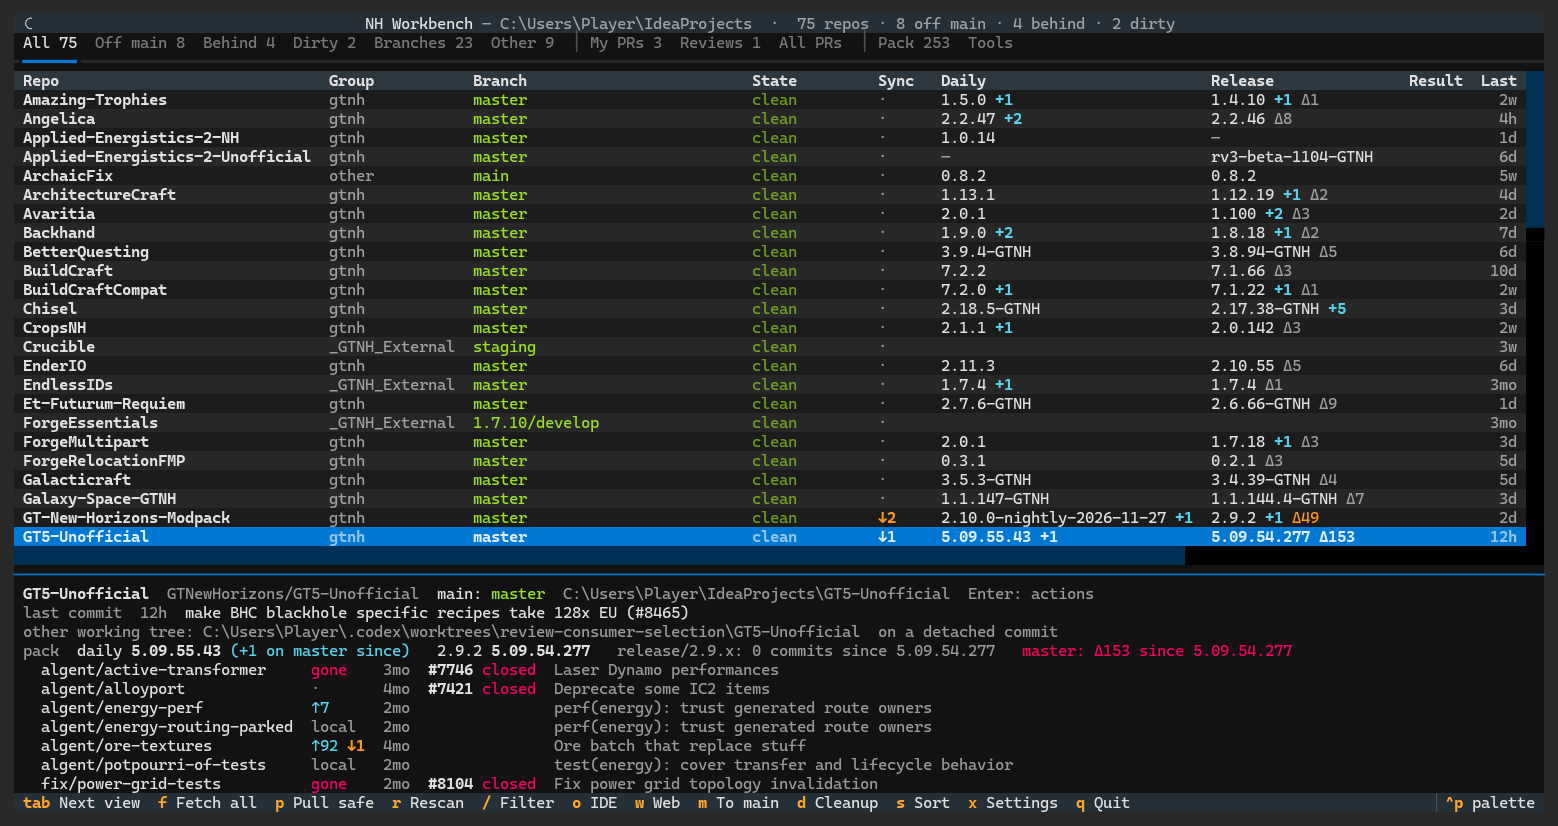 NH Workbench — C:\Users\Player\IdeaProjects · 75 repos · 8 off main · 4 behind · 2 dirty
All 75 Off main 8 Behind 4 Dirty 2 Branches 23 Other 9 │ My PRs 3 Reviews 1 All PRs │ Pack 253 Tools
Repo Group Branch State Sync Daily Release Result Last
Amazing-Trophies gtnh master clean · 1.5.0 +1 1.4.10 +1 Δ1 2w
Angelica gtnh master clean · 2.2.47 +2 2.2.46 Δ8 4h
Applied-Energistics-2-NH gtnh master clean · 1.0.14 — 1d
Applied-Energistics-2-Unofficial gtnh master clean · — rv3-beta-1104-GTNH 6d
ArchaicFix other main clean · 0.8.2 0.8.2 5w
ArchitectureCraft gtnh master clean · 1.13.1 1.12.19 +1 Δ2 4d
Avaritia gtnh master clean · 2.0.1 1.100 +2 Δ3 2d
Backhand gtnh master clean · 1.9.0 +2 1.8.18 +1 Δ2 7d
BetterQuesting gtnh master clean · 3.9.4-GTNH 3.8.94-GTNH Δ5 6d
BuildCraft gtnh master clean · 7.2.2 7.1.66 Δ3 10d
BuildCraftCompat gtnh master clean · 7.2.0 +1 7.1.22 +1 Δ1 2w
Chisel gtnh master clean · 2.18.5-GTNH 2.17.38-GTNH +5 3d
CropsNH gtnh master clean · 2.1.1 +1 2.0.142 Δ3 2w
Crucible _GTNH_External staging clean · 3w
EnderIO gtnh master clean · 2.11.3 2.10.55 Δ5 6d
EndlessIDs _GTNH_External master clean · 1.7.4 +1 1.7.4 Δ1 3mo
Et-Futurum-Requiem gtnh master clean · 2.7.6-GTNH 2.6.66-GTNH Δ9 1d
ForgeEssentials _GTNH_External 1.7.10/develop clean · 3mo
ForgeMultipart gtnh master clean · 2.0.1 1.7.18 +1 Δ3 3d
ForgeRelocationFMP gtnh master clean · 0.3.1 0.2.1 Δ3 5d
Galacticraft gtnh master clean · 3.5.3-GTNH 3.4.39-GTNH Δ4 5d
Galaxy-Space-GTNH gtnh master clean · 1.1.147-GTNH 1.1.144.4-GTNH Δ7 3d
GT-New-Horizons-Modpack gtnh master clean ↓2 2.10.0-nightly-2026-11-27 +1 2.9.2 +1 Δ49 2d
GT5-Unofficial gtnh master clean ↓1 5.09.55.43 +1 5.09.54.277 Δ153 12h
GT5-Unofficial GTNewHorizons/GT5-Unofficial main: master C:\Users\Player\IdeaProjects\GT5-Unofficial Enter: actions
last commit 12h make BHC blackhole specific recipes take 128x EU (#8465)
other working tree: C:\Users\Player\.codex\worktrees\review-consumer-selection\GT5-Unofficial on a detached commit
pack daily 5.09.55.43 (+1 on master since) 2.9.2 5.09.54.277 release/2.9.x: 0 commits since 5.09.54.277 master: Δ153 since 5.09.54.277
algent/active-transformer gone 3mo #7746 closed Laser Dynamo performances
algent/alloyport · 4mo #7421 closed Deprecate some IC2 items
algent/energy-perf ↑7 2mo perf(energy): trust generated route owners
algent/energy-routing-parked local 2mo perf(energy): trust generated route owners
algent/ore-textures ↑92 ↓1 4mo Ore batch that replace stuff
algent/potpourri-of-tests local 2mo test(energy): cover transfer and lifecycle behavior
fix/power-grid-tests gone 2mo #8104 closed Fix power grid topology invalidation
tab Next view f Fetch all p Pull safe r Rescan / Filter o IDE w Web m To main d Cleanup s Sort x Settings q Quit ^p palette